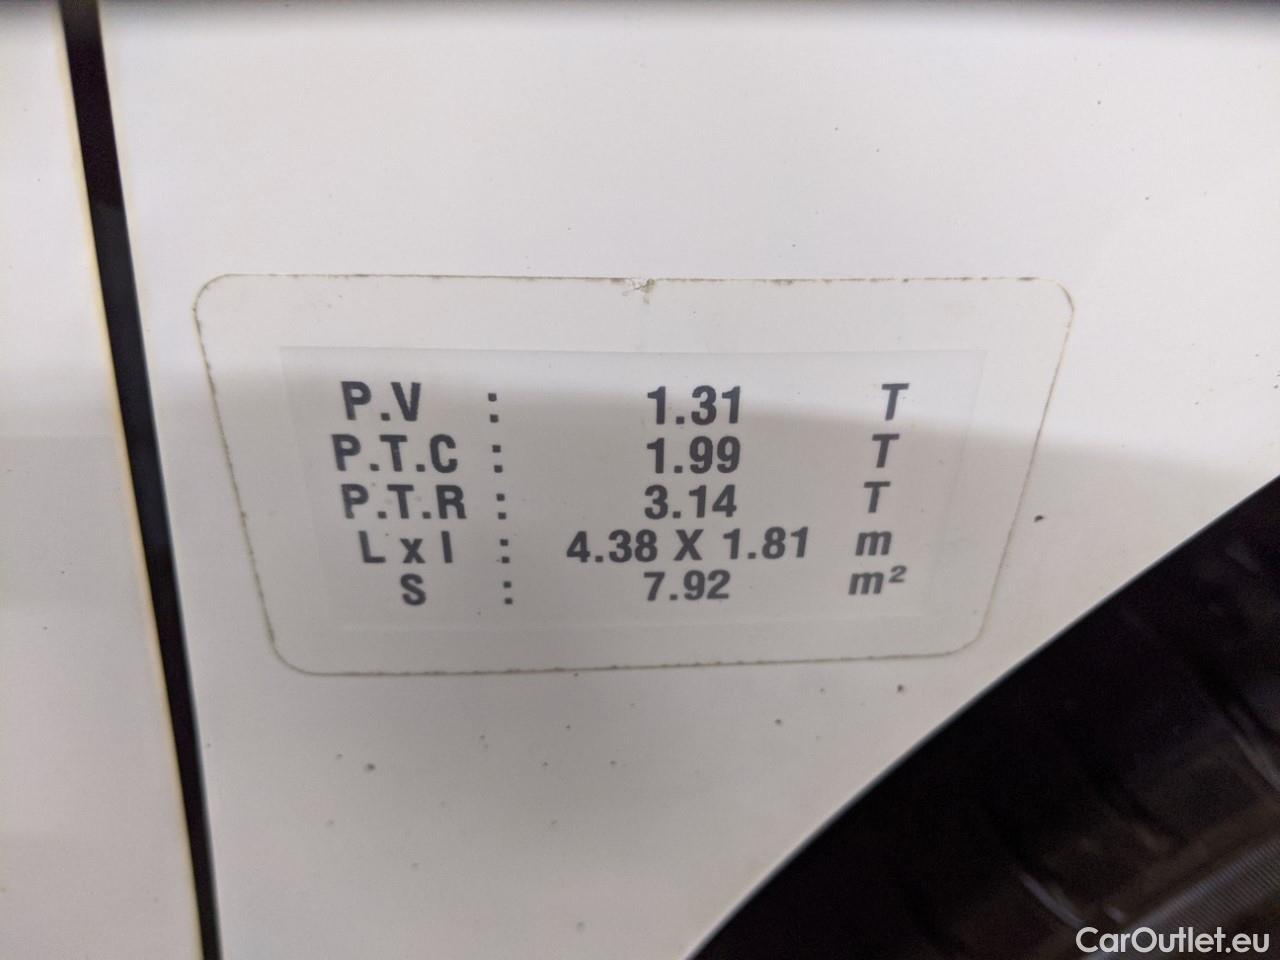 P.V : 1.31 T
P.T.C : 1.99 T
P.T.R : 3.14 T
L x l : 4.38 X 1.81 m
S : 7.92 m²
CarOutlet.eu